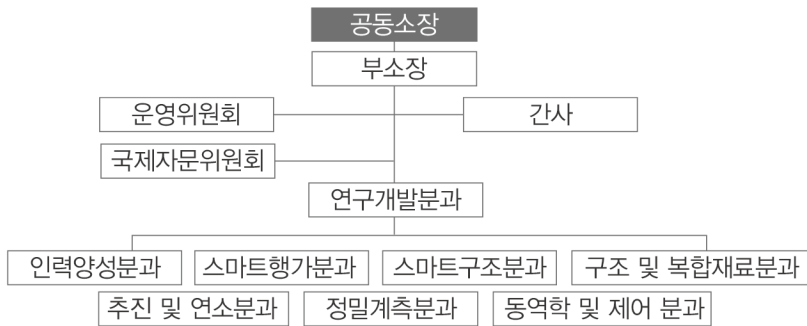 공동소장
부소장
운영위원회 간사
국제자문위원회
연구개발분과
인력양성분과 스마트행가분과 스마트구조분과 구조 및 복합재료분과
추진 및 연소분과 정밀계측분과 동역학 및 제어 분과